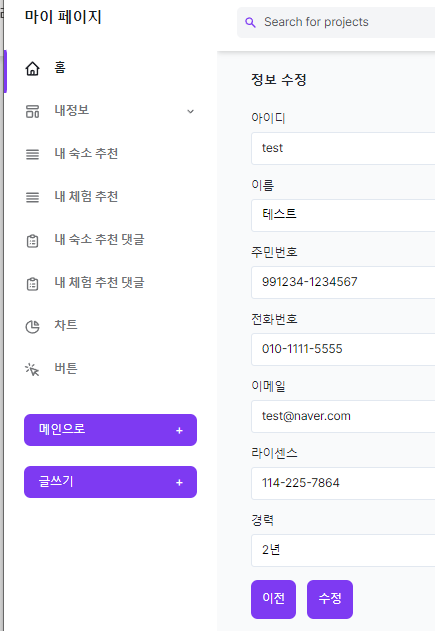 마이 페이지
홈
내정보
내 숙소 추천
내 체험 추천
내 숙소 추천 댓글
내 체험 추천 댓글
차트
버튼
메인으로 +
글쓰기 +
Search for projects
정보 수정
아이디
test
이름
테스트
주민번호
991234-1234567
전화번호
010-1111-5555
이메일
test@naver.com
라이센스
114-225-7864
경력
2년
이전 수정